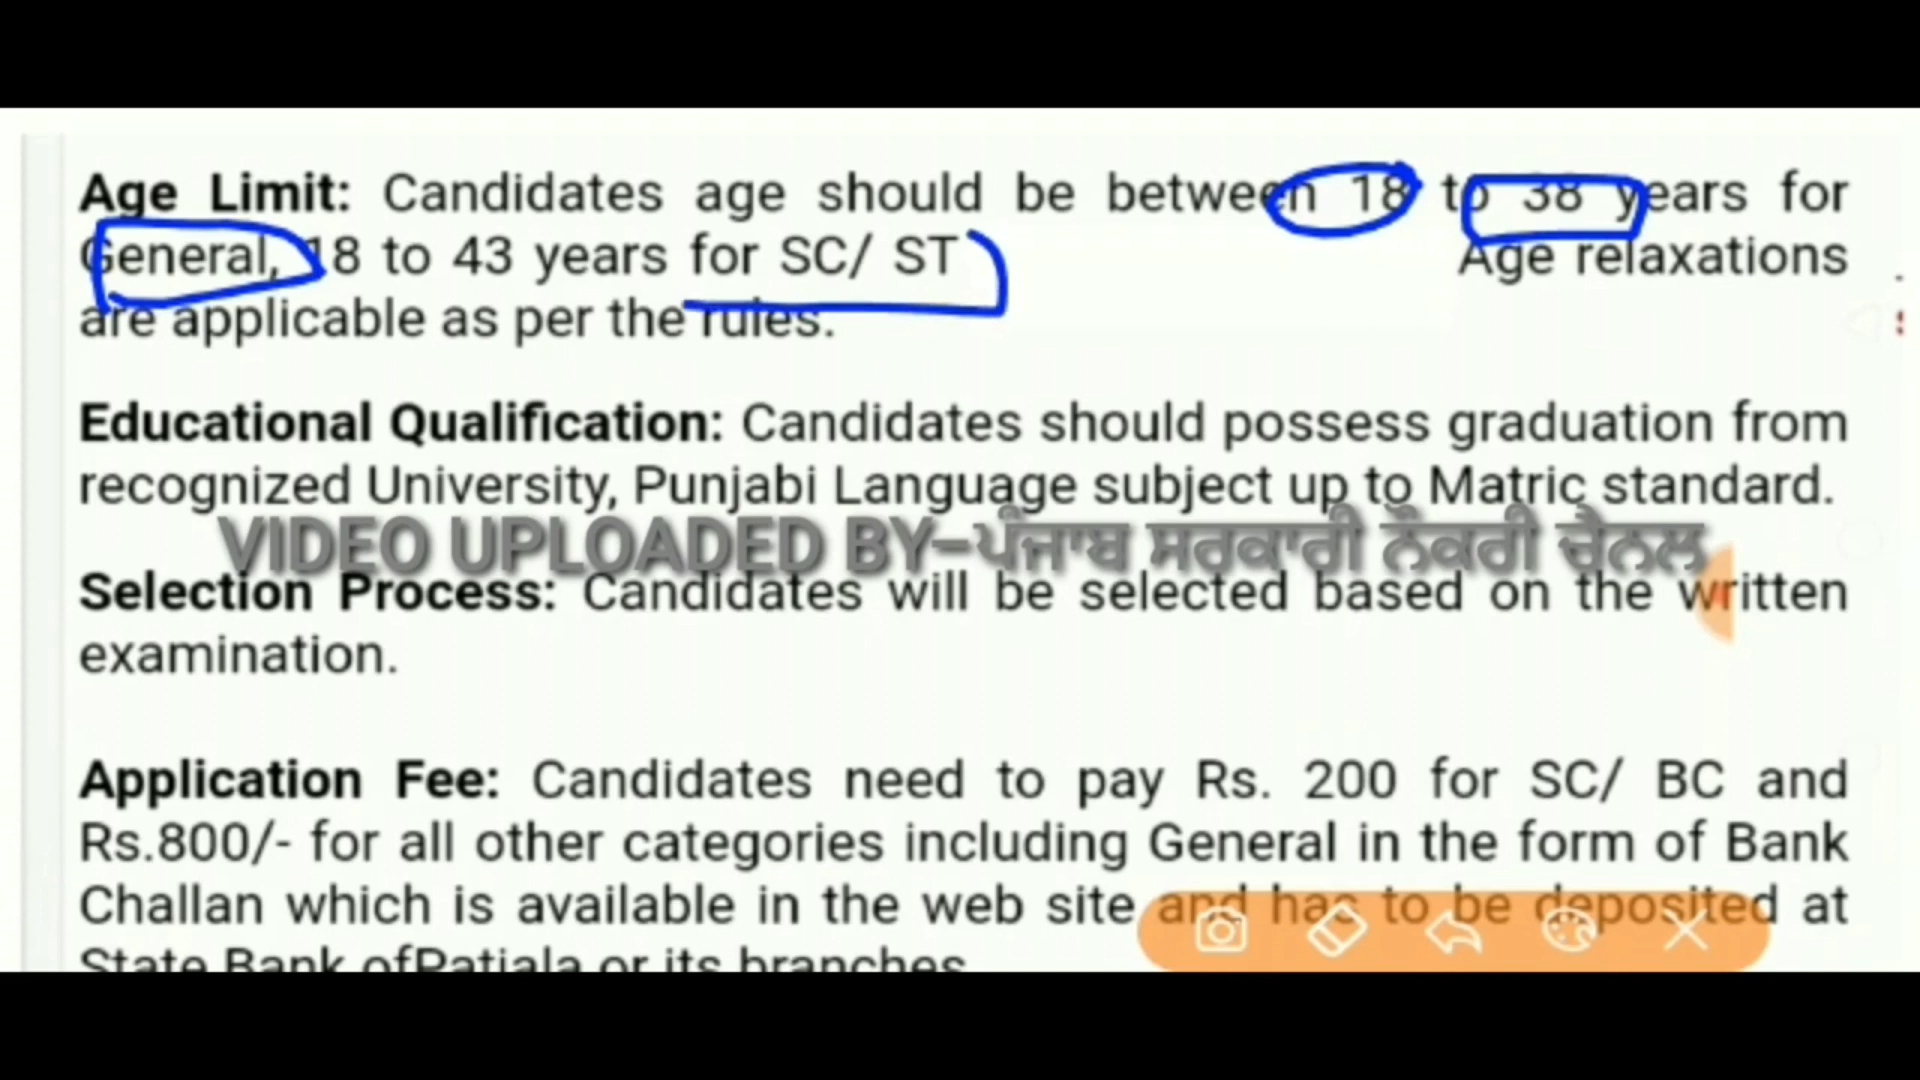 Age Limit: Candidates age should be between 18 to 38 years for
General, 18 to 43 years for SC/ ST Age relaxations
are applicable as per the rules.
Educational Qualification: Candidates should possess graduation from
recognized University, Punjabi Language subject up to Matric standard.
VIDEO UPLOADED BY-ਪੰਜਾਬ ਸਰਕਾਰੀ ਨੌਕਰੀ ਚੈਨਲ
Selection Process: Candidates will be selected based on the written
examination.
Application Fee: Candidates need to pay Rs. 200 for SC/ BC and
Rs.800/- for all other categories including General in the form of Bank
Challan which is available in the web site and has to be deposited at
State Bank ofPatiala or its branches